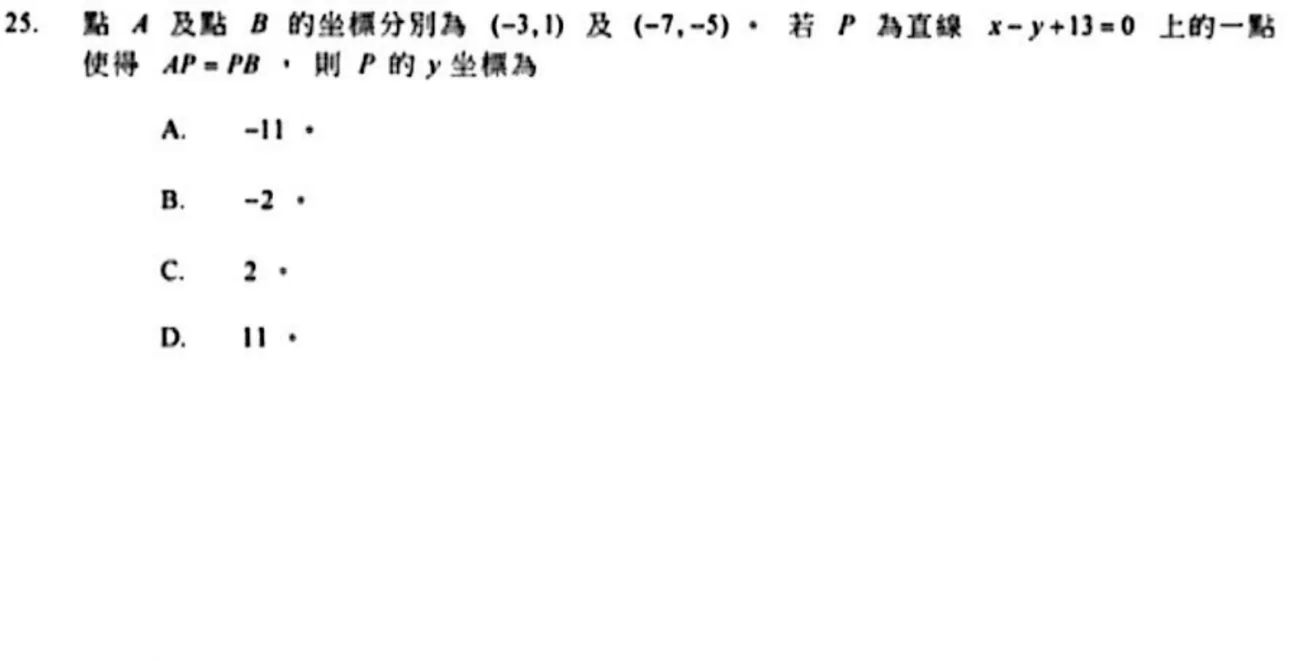 25. 點 A 及點 B 的坐標分別為 (-3,1) 及 (-7,-5)。若 P 為直線 x-y+13=0 上的一點
使得 AP=PB，則 P 的 y 坐標為
A. -11。
B. -2。
C. 2。
D. 11。